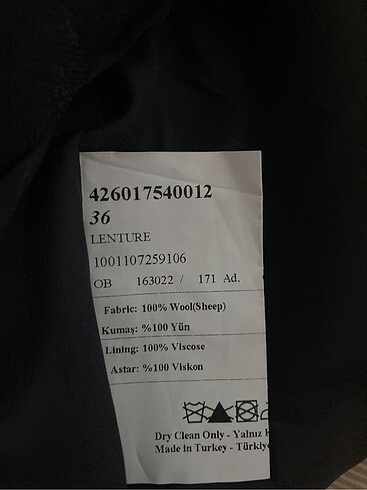 426017540012
36
LENTURE
1001107259106
OB 163022 / 171 Ad.
Fabric: 100% Wool(Sheep)
Kumaş: %100 Yün
Lining: 100% Viscose
Astar: %100 Viskon
Dry Clean Only - Yalnız
Made in Turkey - Türkiye